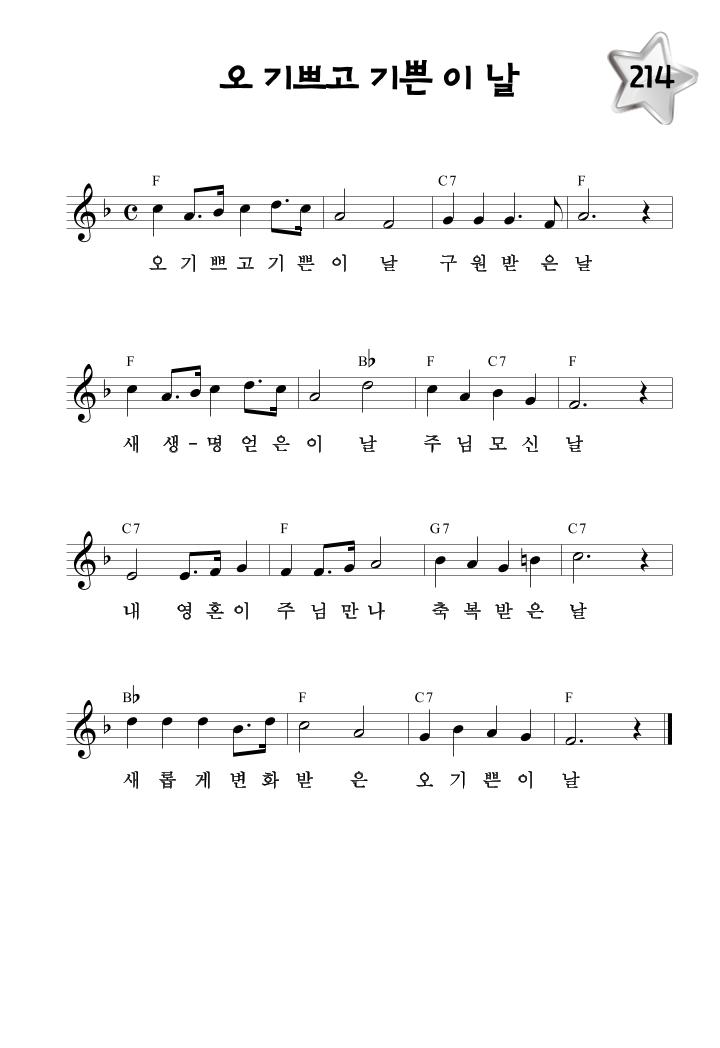 오 기쁘고 기쁜 이 날
214
F C7 F
오 기 쁘 고 기 쁜 이 날 구 원 받 은 날
F B♭ F C7 F
새 생 - 명 얻 은 이 날 주 님 모 신 날
C7 F G7 C7
내 영 혼 이 주 님 만 나 축 복 받 은 날
B♭ F C7 F
새 롭 게 변 화 받 은 오 기 쁜 이 날